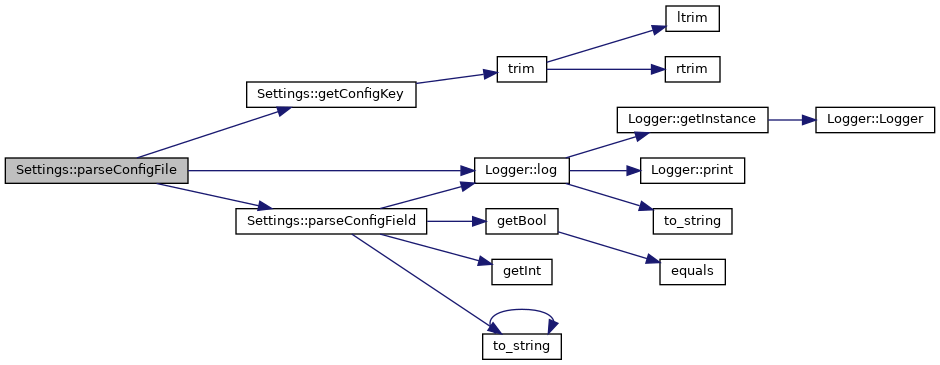 ltrim
trim
rtrim
Settings::getConfigKey
Logger::getInstance
Logger::Logger
Settings::parseConfigFile
Logger::log
Logger::print
Settings::parseConfigField
getBool
to_string
getInt
equals
to_string